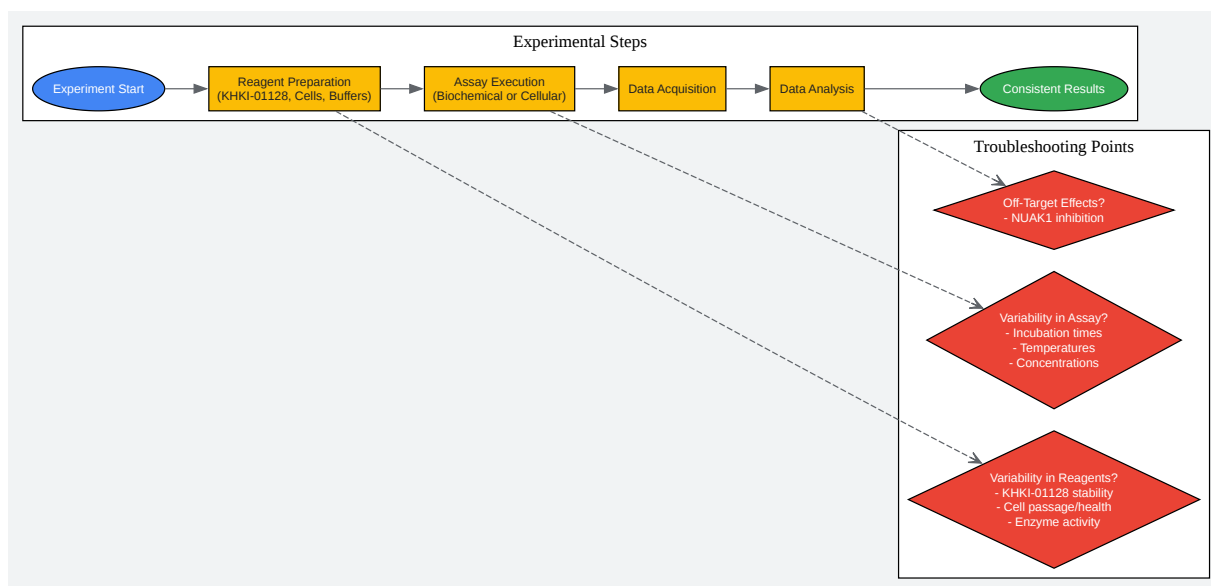 Experimental Steps
Experiment Start
Reagent Preparation
(KHKI-01128, Cells, Buffers)
Assay Execution
(Biochemical or Cellular)
Data Acquisition
Data Analysis
Consistent Results
Troubleshooting Points
Off-Target Effects?
- NUAK1 inhibition
Variability in Assay?
- Incubation times
- Temperatures
- Concentrations
Variability in Reagents?
- KHKI-01128 stability
- Cell passage/health
- Enzyme activity